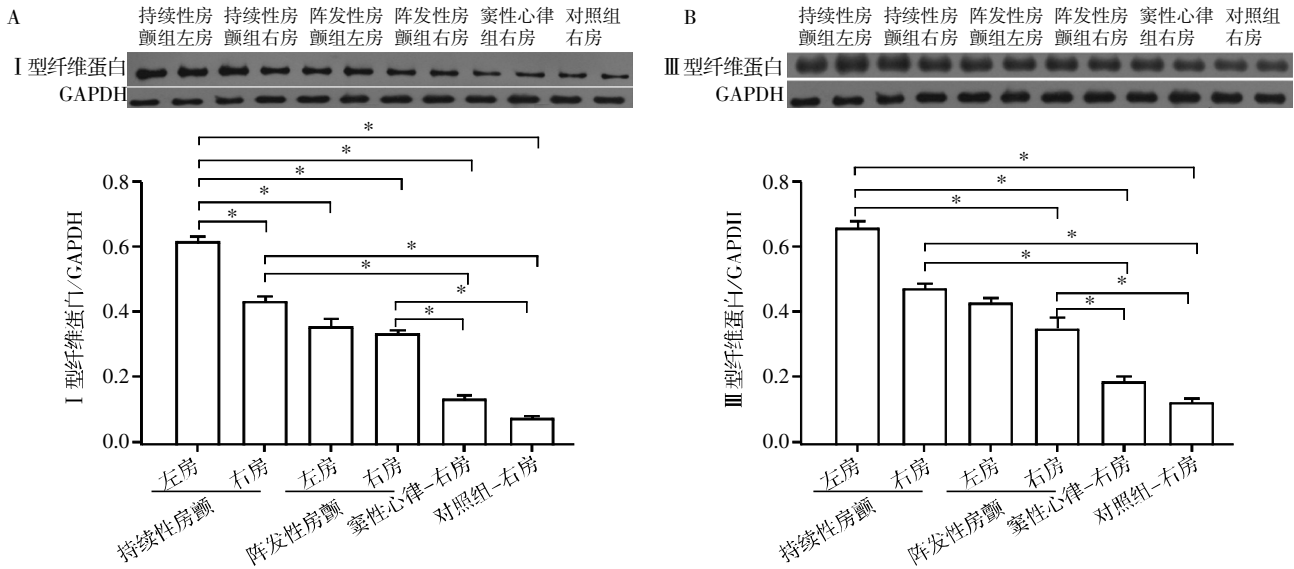 A
持续性房 持续性房 阵发性房 阵发性房 窦性心律 对照组
颤组左房 颤组右房 颤组左房 颤组右房 组右房 右房
Ⅰ型纤维蛋白
GAPDH
*
*
*
*
*
*
*
*
*
Ⅰ型纤维蛋白/GAPDH
0.8
0.6
0.4
0.2
0.0
左房 右房 左房 右房 窦性心律-右房 对照组-右房
持续性房颤 阵发性房颤
B
持续性房 持续性房 阵发性房 阵发性房 窦性心律 对照组
颤组左房 颤组右房 颤组左房 颤组右房 组右房 右房
Ⅲ型纤维蛋白
GAPDH
*
*
*
*
*
*
*
Ⅲ型纤维蛋白/GAPDH
0.8
0.6
0.4
0.2
0.0
左房 右房 左房 右房 窦性心律-右房 对照组-右房
持续性房颤 阵发性房颤